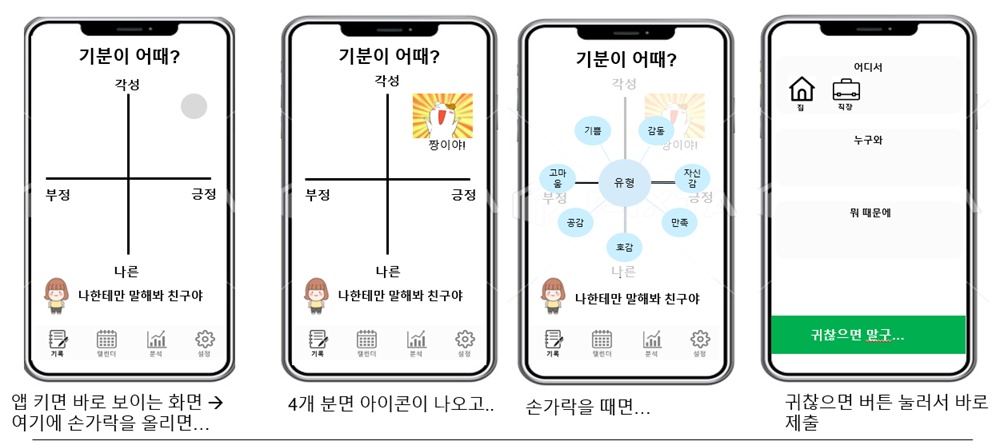 기분이 어때?
각성
부정
긍정
나른
나한테만 말해봐 친구야
기록
캘린더
분석
설정
앱 키면 바로 보이는 화면 →
여기에 손가락을 올리면...
기분이 어때?
각성
짱이야!
부정
긍정
나른
나한테만 말해봐 친구야
기록
캘린더
분석
설정
4개 분면 아이콘이 나오고..
기분이 어때?
각성
짱이야!
기쁨
감동
고마움
유형
자신감
부정
긍정
공감
만족
호감
나른
나한테만 말해봐 친구야
기록
캘린더
분석
설정
손가락을 때면...
어디서
집
직장
누구와
뭐 때문에
귀찮으면 말구...
귀찮으면 버튼 눌러서 바로
제출